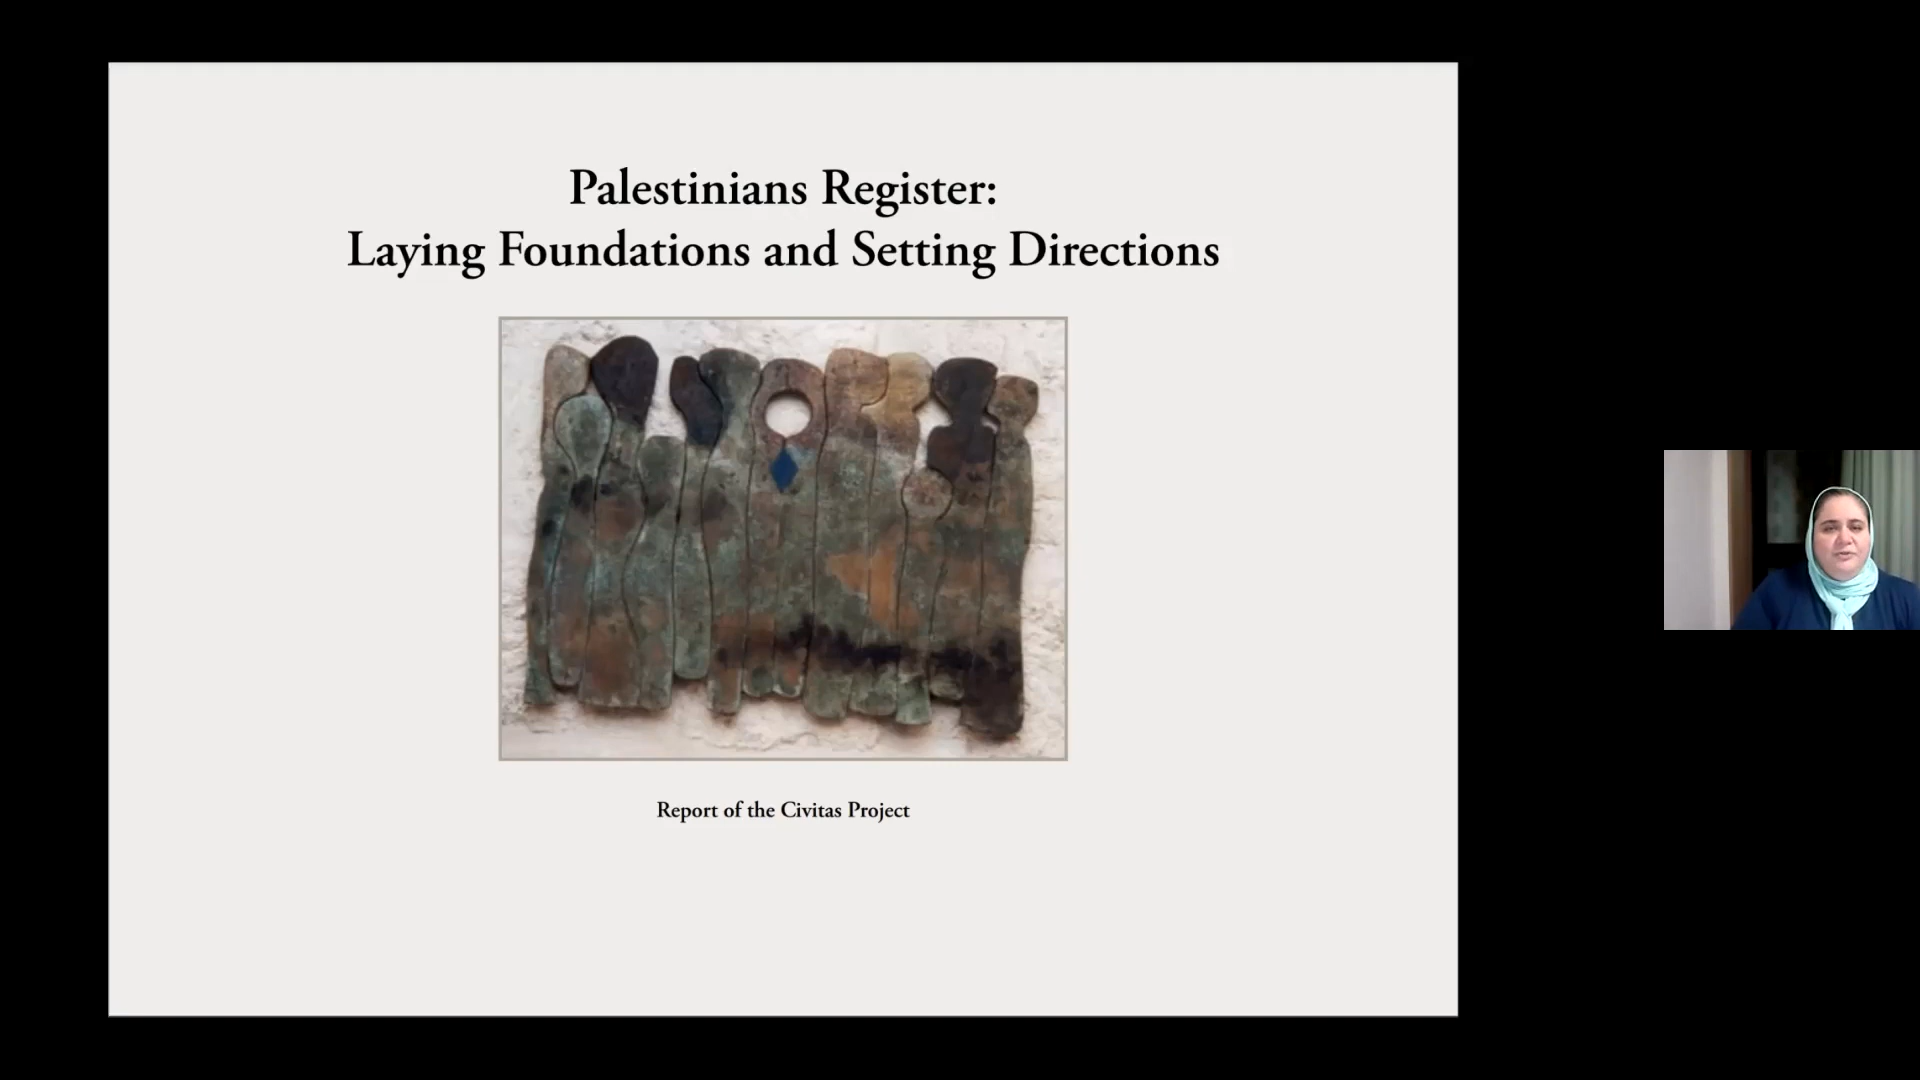 Palestinians Register:
Laying Foundations and Setting Directions
Report of the Civitas Project